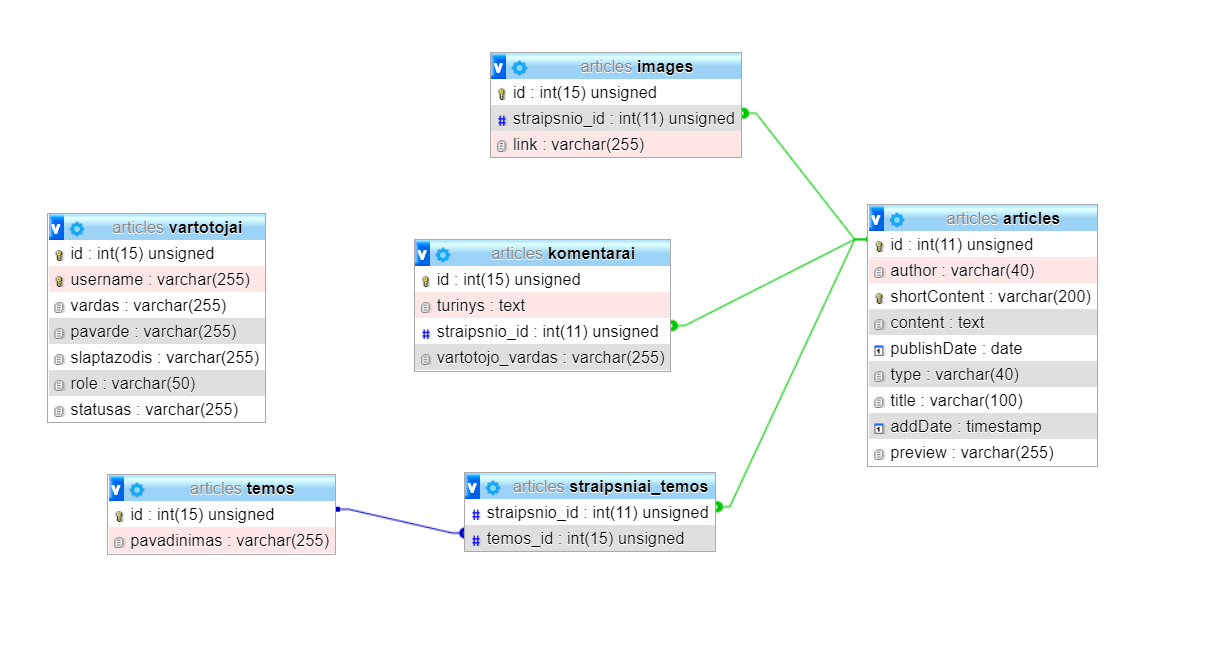 v articles images
id : int(15) unsigned
# straipsnio_id : int(11) unsigned
link : varchar(255)
v articles vartotojai
id : int(15) unsigned
username : varchar(255)
vardas : varchar(255)
pavarde : varchar(255)
slaptazodis : varchar(255)
role : varchar(50)
statusas : varchar(255)
v articles komentarai
id : int(15) unsigned
turinys : text
# straipsnio_id : int(11) unsigned
vartotojo_vardas : varchar(255)
v articles articles
id : int(11) unsigned
author : varchar(40)
shortContent : varchar(200)
content : text
publishDate : date
type : varchar(40)
title : varchar(100)
addDate : timestamp
preview : varchar(255)
v articles temos
id : int(15) unsigned
pavadinimas : varchar(255)
v articles straipsniai_temos
# straipsnio_id : int(11) unsigned
# temos_id : int(15) unsigned